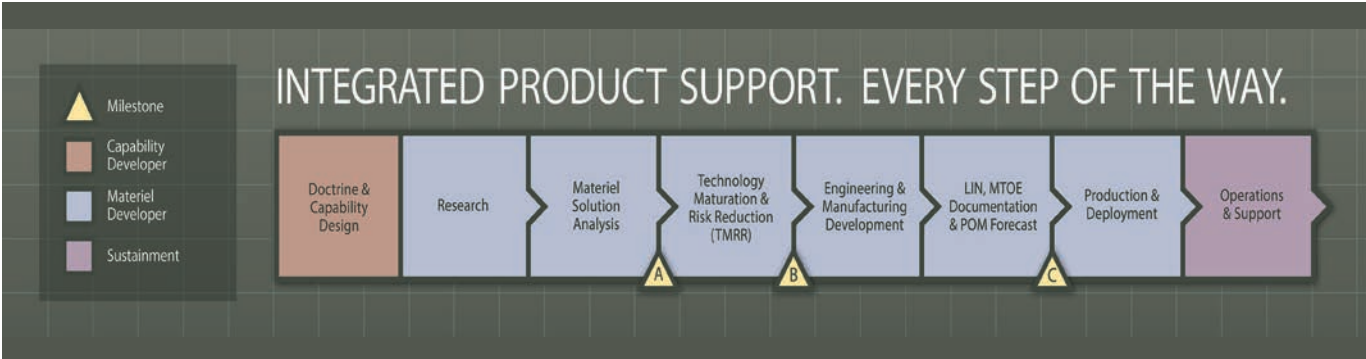 INTEGRATED PRODUCT SUPPORT. EVERY STEP OF THE WAY.
Milestone
Capability
Developer
Materiel
Developer
Sustainment
Doctrine &
Capability
Design
Research
Materiel
Solution
Analysis
Technology
Maturation &
Risk Reduction
(TMRR)
Engineering &
Manufacturing
Development
LIN, MTOE
Documentation
& POM Forecast
Production &
Deployment
Operations
& Support
A
B
C